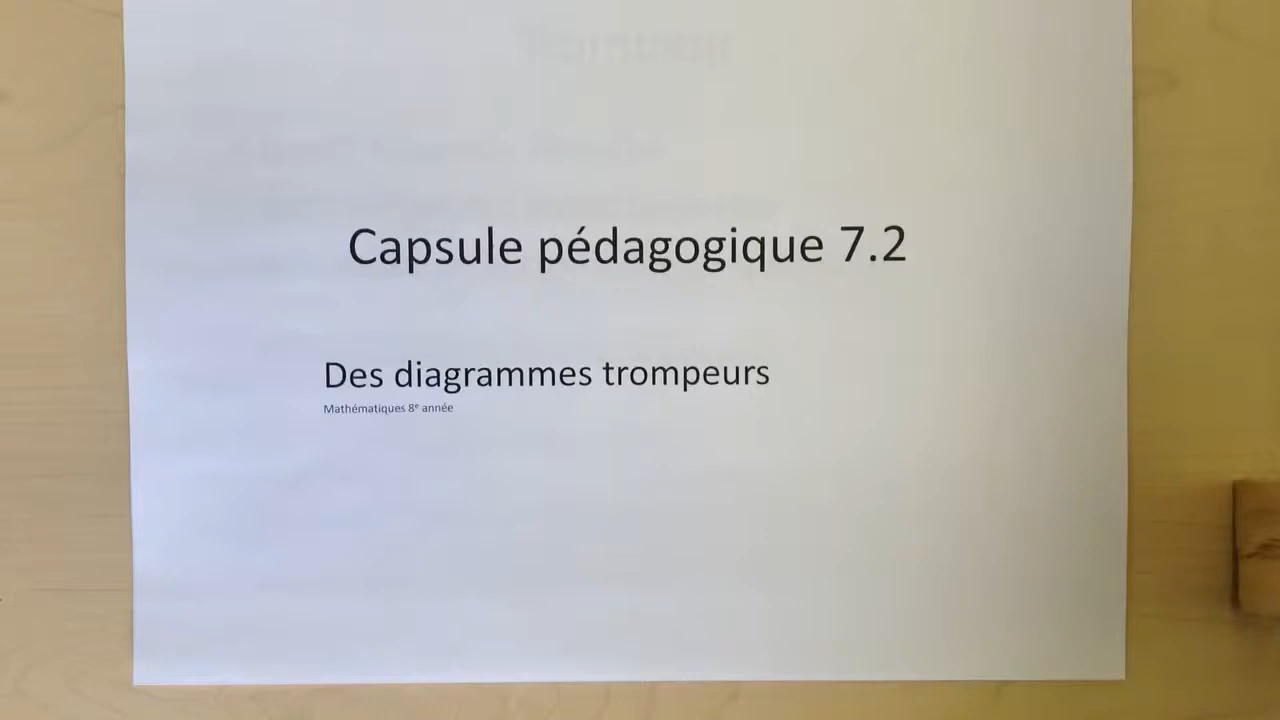 Capsule pédagogique 7.2
Des diagrammes trompeurs
Mathématiques 8ᵉ année